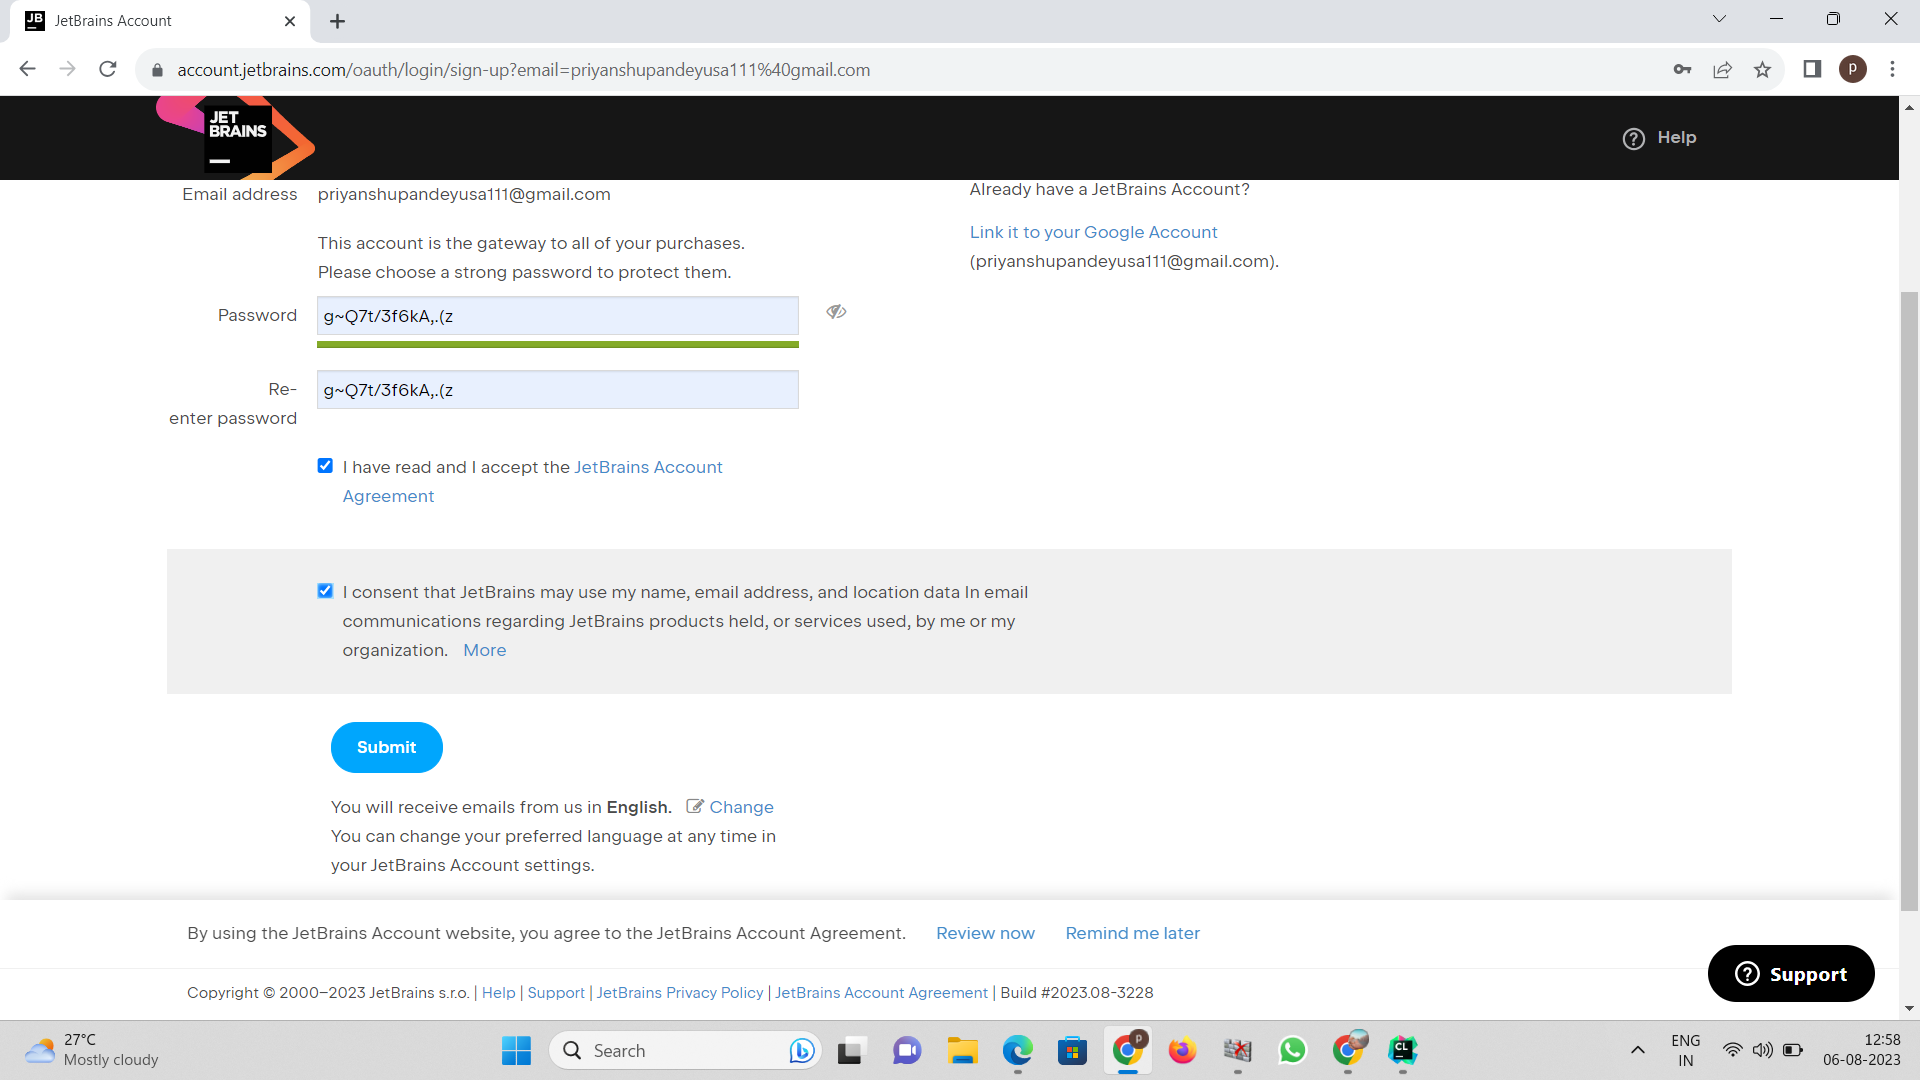 JB JetBrains Account
account.jetbrains.com/oauth/login/sign-up?email=priyanshupandeyusa111%40gmail.com
p
JET
BRAINS
Help
Email address priyanshupandeyusa111@gmail.com
Already have a JetBrains Account?
Link it to your Google Account
(priyanshupandeyusa111@gmail.com).
This account is the gateway to all of your purchases.
Please choose a strong password to protect them.
Password g~Q7t/3f6kA,.(z
Re-
enter password
g~Q7t/3f6kA,.(z
I have read and I accept the JetBrains Account
Agreement
I consent that JetBrains may use my name, email address, and location data In email
communications regarding JetBrains products held, or services used, by me or my
organization. More
Submit
You will receive emails from us in English. Change
You can change your preferred language at any time in
your JetBrains Account settings.
By using the JetBrains Account website, you agree to the JetBrains Account Agreement. Review now Remind me later
Support
Copyright © 2000–2023 JetBrains s.r.o. | Help | Support | JetBrains Privacy Policy | JetBrains Account Agreement | Build #2023.08-3228
27°C
Mostly cloudy
Search
p
CL
ENG
IN
12:58
06-08-2023